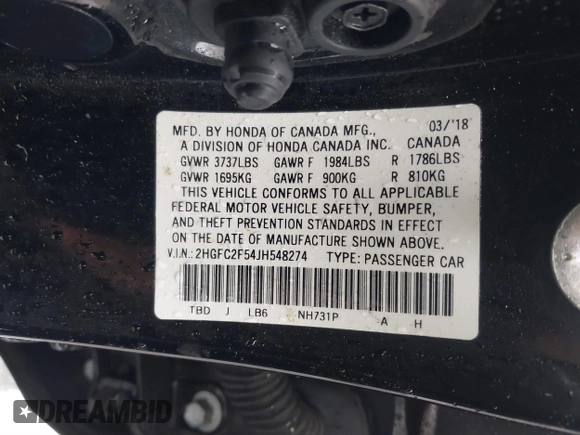 MFD. BY HONDA OF CANADA MFG., 03/'18
A DIVISION OF HONDA CANADA INC. CANADA
GVWR 3737LBS GAWR F 1984LBS R 1786LBS
GVWR 1695KG GAWR F 900KG R 810KG
THIS VEHICLE CONFORMS TO ALL APPLICABLE
FEDERAL MOTOR VEHICLE SAFETY, BUMPER,
AND THEFT PREVENTION STANDARDS IN EFFECT
ON THE DATE OF MANUFACTURE SHOWN ABOVE.
V.I.N.: 2HGFC2F54JH548274 TYPE: PASSENGER CAR
TBD J LB6 NH731P A H
DREAMBID